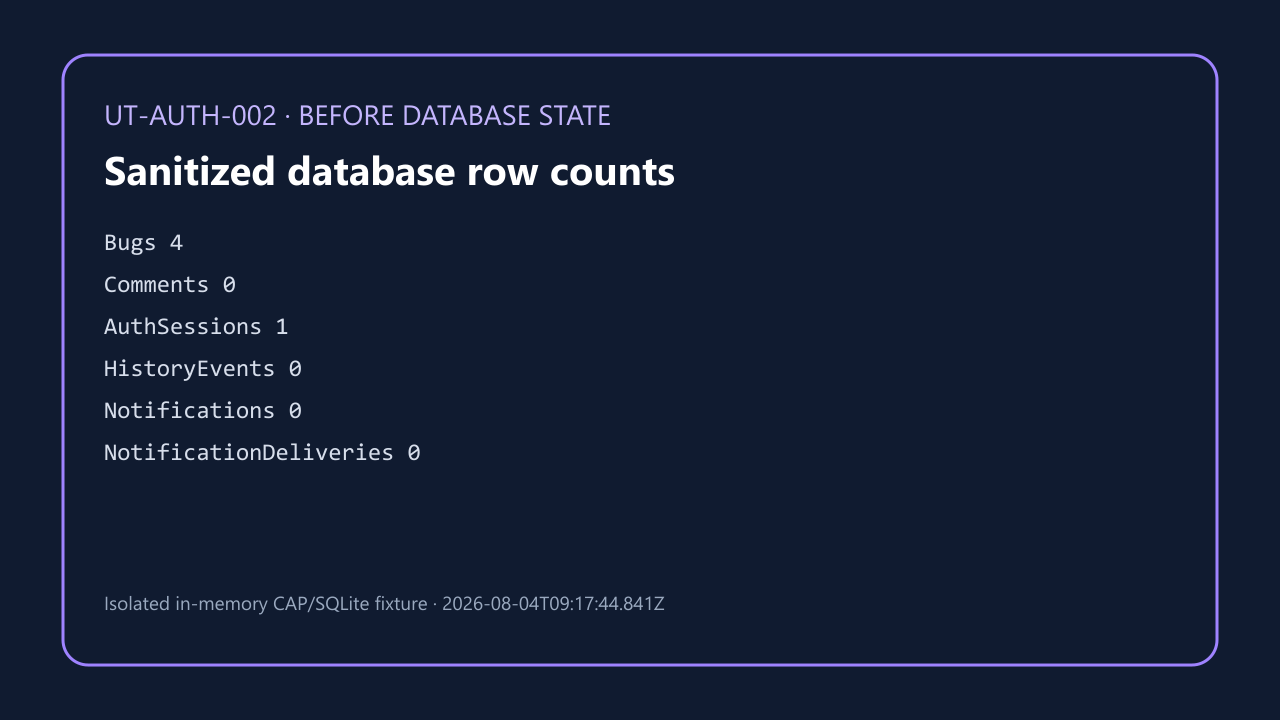 UT-AUTH-002 · BEFORE DATABASE STATE
Sanitized database row counts
Bugs 4
Comments 0
AuthSessions 1
HistoryEvents 0
Notifications 0
NotificationDeliveries 0
Isolated in-memory CAP/SQLite fixture · 2026-08-04T09:17:44.841Z